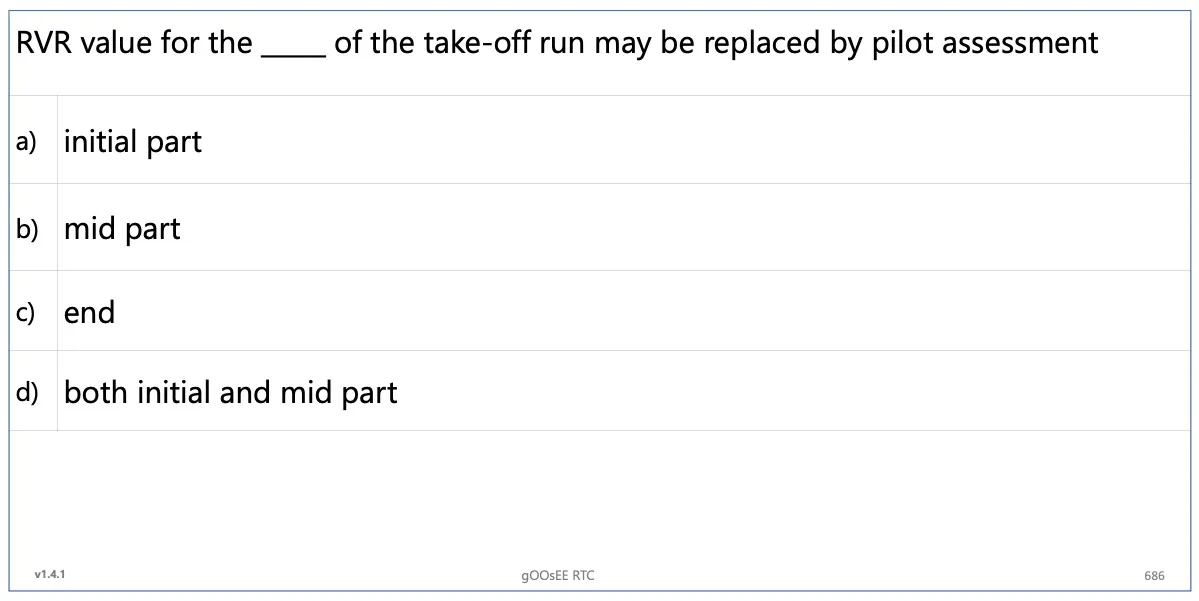 RVR value for the _____ of the take-off run may be replaced by pilot assessment
a) initial part
b) mid part
c) end
d) both initial and mid part
v1.4.1 gOOsEE RTC 686